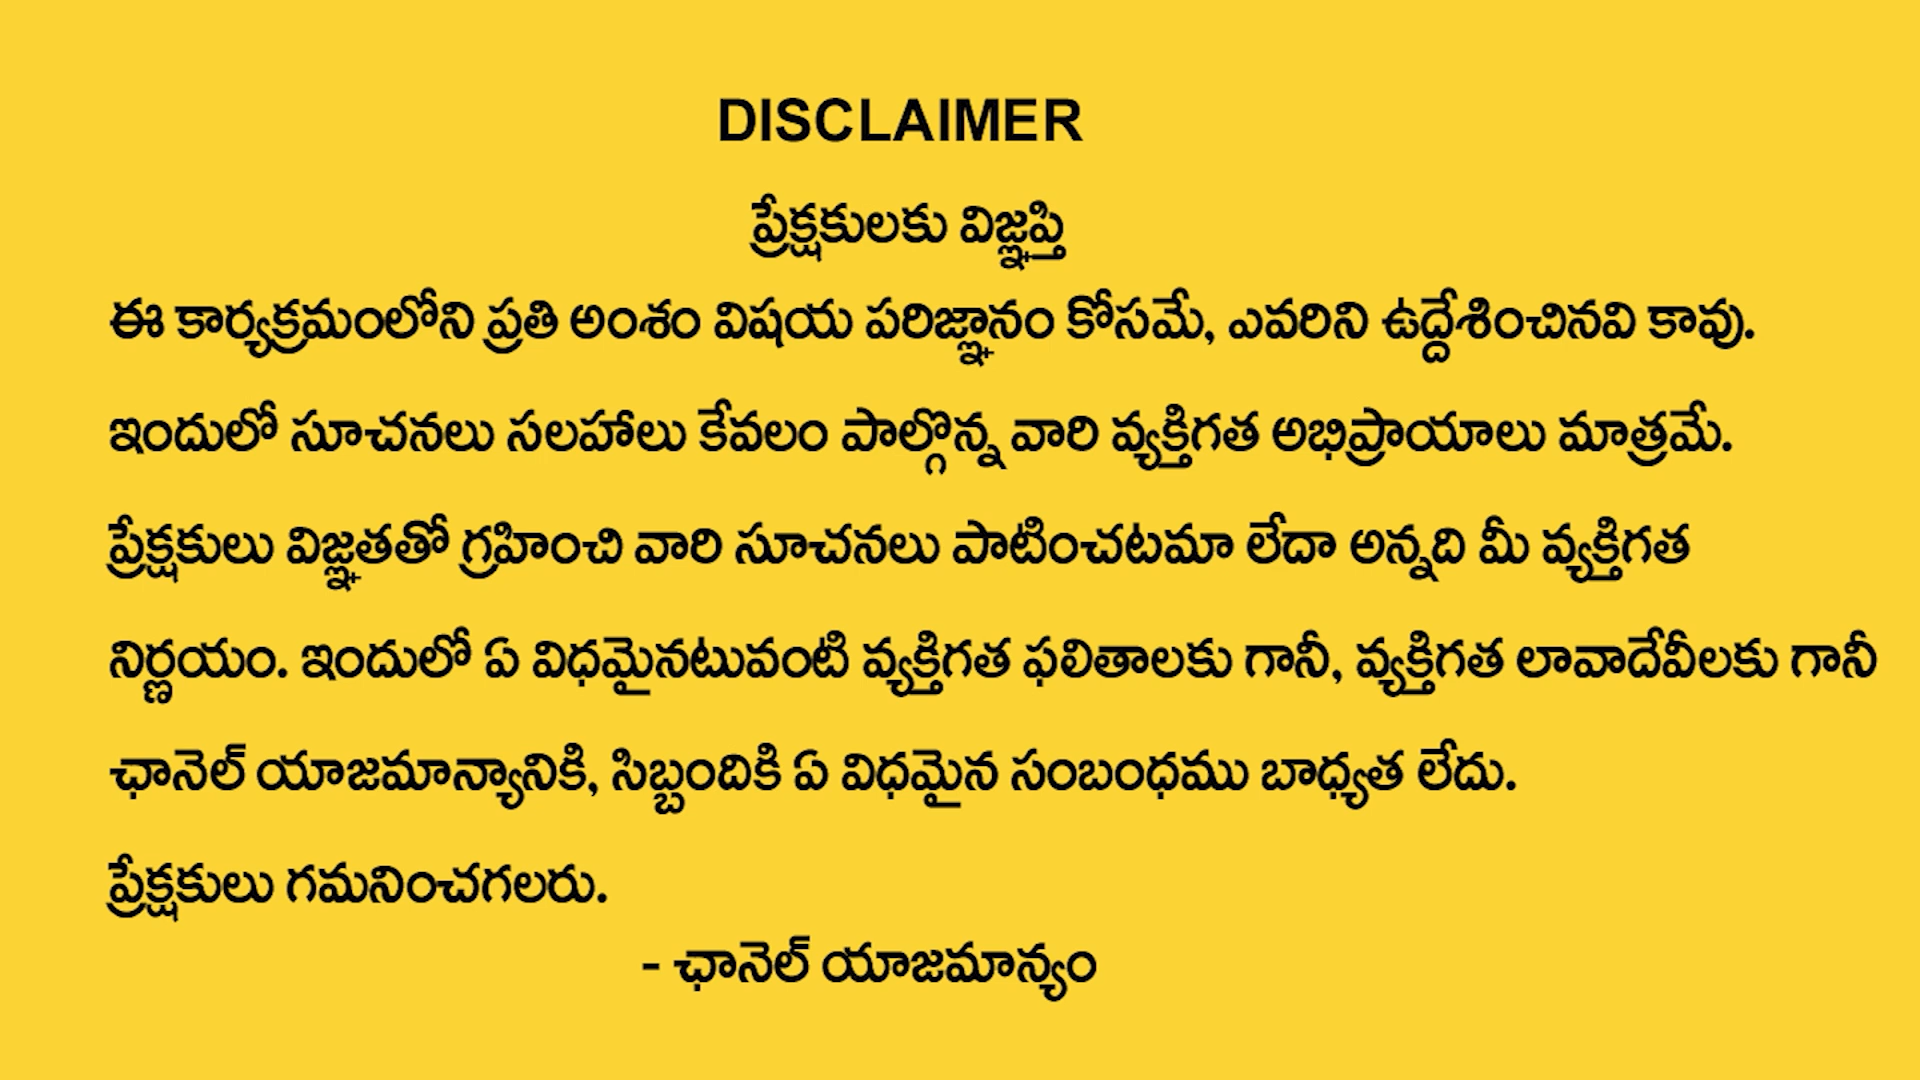 DISCLAIMER
ప్రేక్షకులకు విజ్ఞప్తి
ఈ కార్యక్రమంలోని ప్రతి అంశం విషయ పరిజ్ఞానం కోసమే, ఎవరిని ఉద్దేశించినవి కావు.
ఇందులో సూచనలు సలహాలు కేవలం పాల్గొన్న వారి వ్యక్తిగత అభిప్రాయాలు మాత్రమే.
ప్రేక్షకులు విజ్ఞతతో గ్రహించి వారి సూచనలు పాటించటమా లేదా అన్నది మీ వ్యక్తిగత
నిర్ణయం. ఇందులో ఏ విధమైనటువంటి వ్యక్తిగత ఫలితాలకు గానీ, వ్యక్తిగత లావాదేవీలకు గానీ
ఛానెల్ యాజమాన్యానికి, సిబ్బందికి ఏ విధమైన సంబంధము బాధ్యత లేదు.
ప్రేక్షకులు గమనించగలరు.
- ఛానెల్ యాజమాన్యం